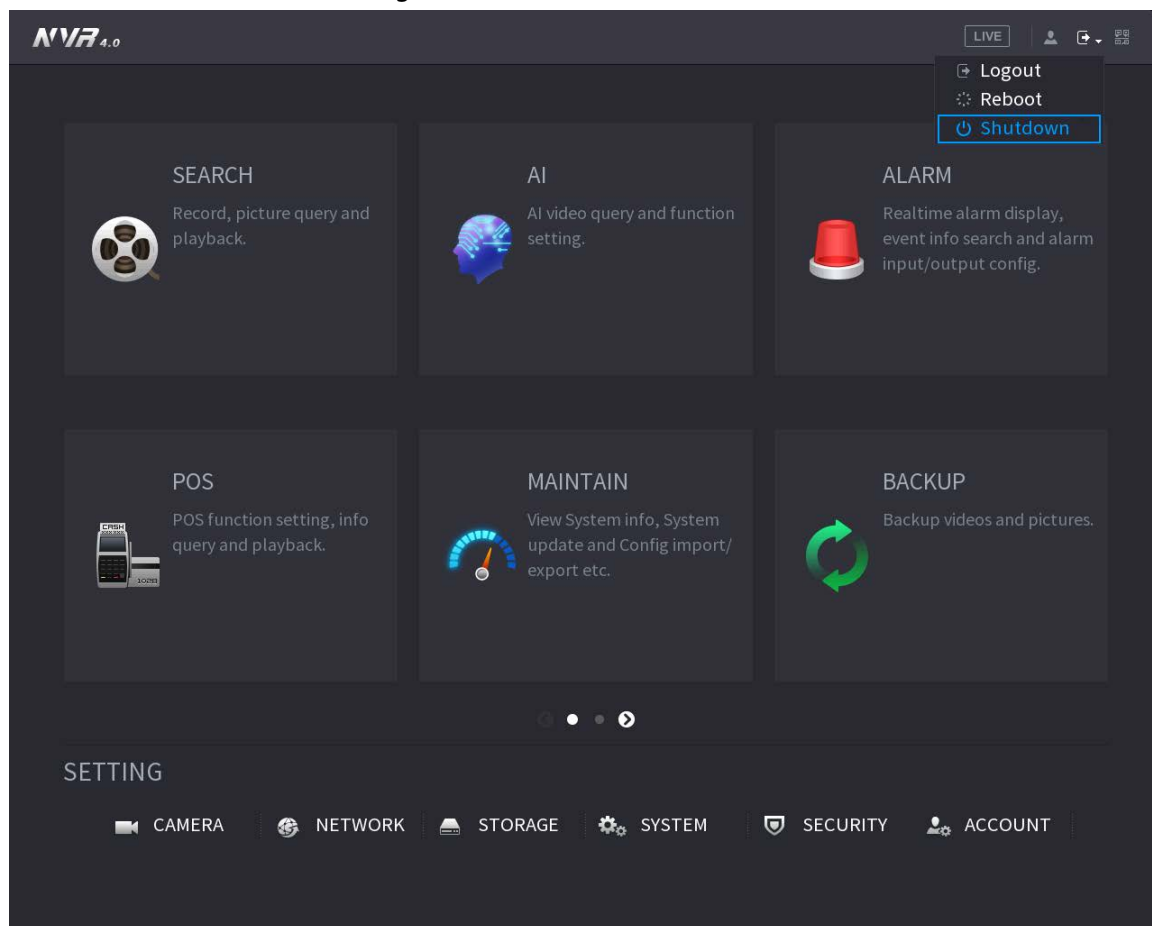 NVR 4.0
LIVE
Logout
Reboot
Shutdown
SEARCH
Record, picture query and
playback.
AI
AI video query and function
setting.
ALARM
Realtime alarm display,
event info search and alarm
input/output config.
POS
POS function setting, info
query and playback.
CASH
MAINTAIN
View System info, System
update and Config import/
export etc.
BACKUP
Backup videos and pictures.
SETTING
CAMERA
NETWORK
STORAGE
SYSTEM
SECURITY
ACCOUNT